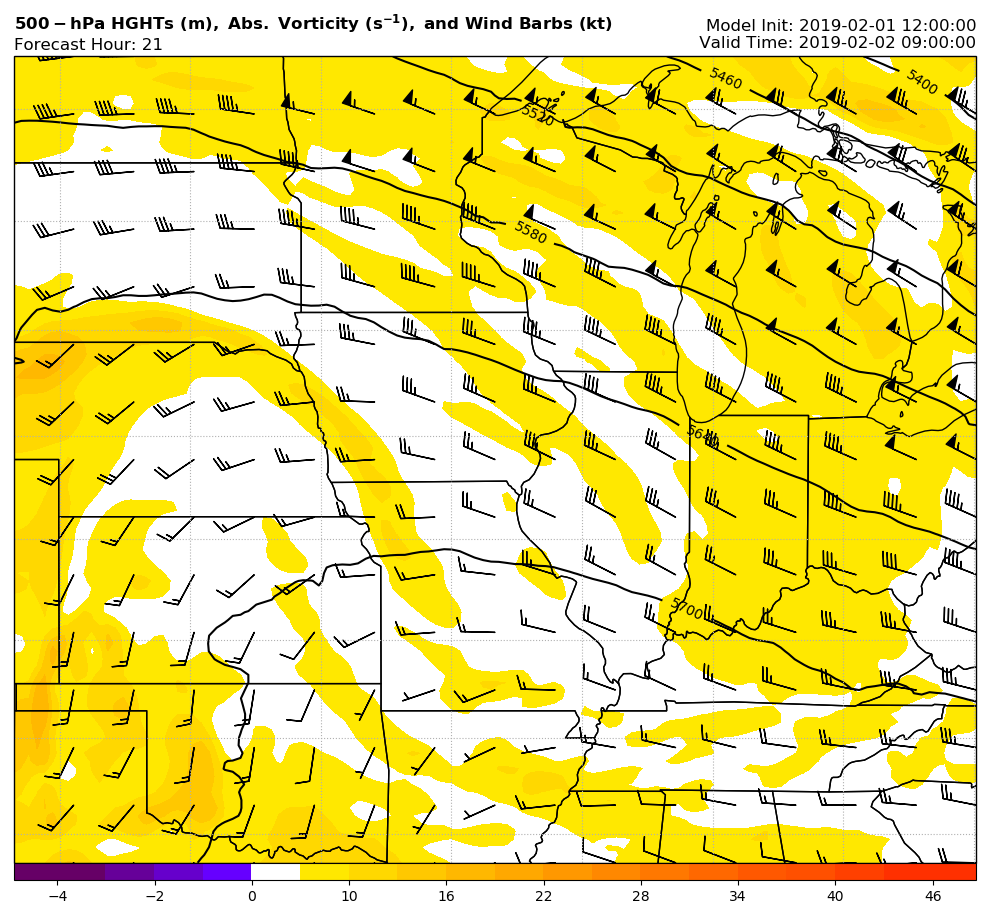 500−hPa HGHTs (m), Abs. Vorticity (s⁻¹), and Wind Barbs (kt)
Forecast Hour: 21
Model Init: 2019-02-01 12:00:00
Valid Time: 2019-02-02 09:00:00
5460
5400
5520
5580
5640
5700
−4 −2 0 10 16 22 28 34 40 46